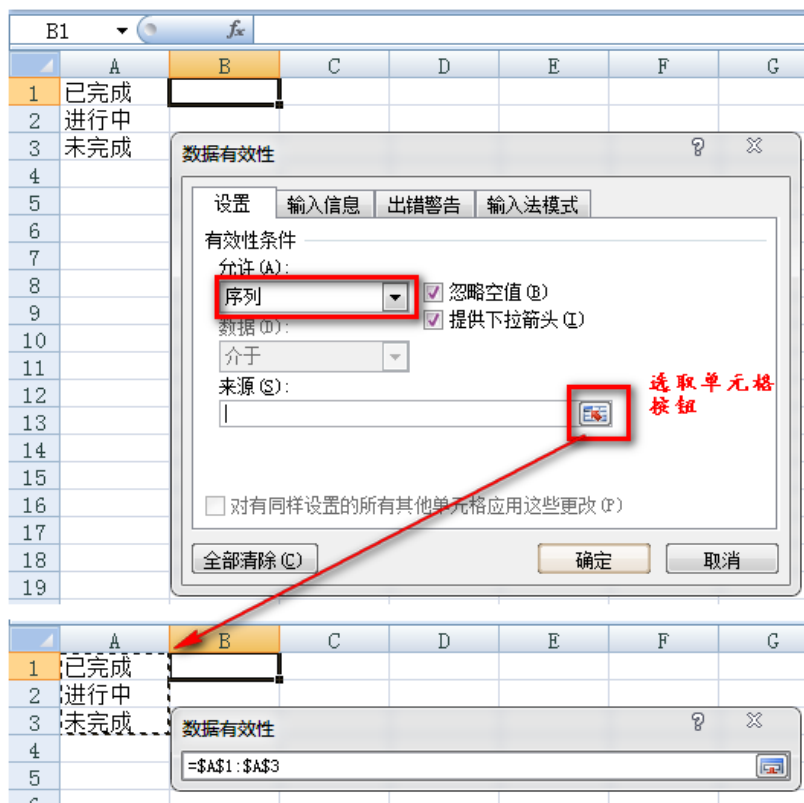 B1 fx
A B C D E F G
1 已完成
2 进行中
3 未完成
数据有效性
4
5 设置 输入信息 出错警告 输入法模式
6 有效性条件
7 允许(A):
8 序列 忽略空值(B)
9 数据(D): 提供下拉箭头(I)
10
11 介于
12 来源(S): 选取单元格
13 按钮
14
15
16 对有同样设置的所有其他单元格应用这些更改(P)
17
18 全部清除(C) 确定 取消
19
A B C D E F G
1 已完成
2 进行中
3 未完成
数据有效性
4 =$A$1:$A$3
5